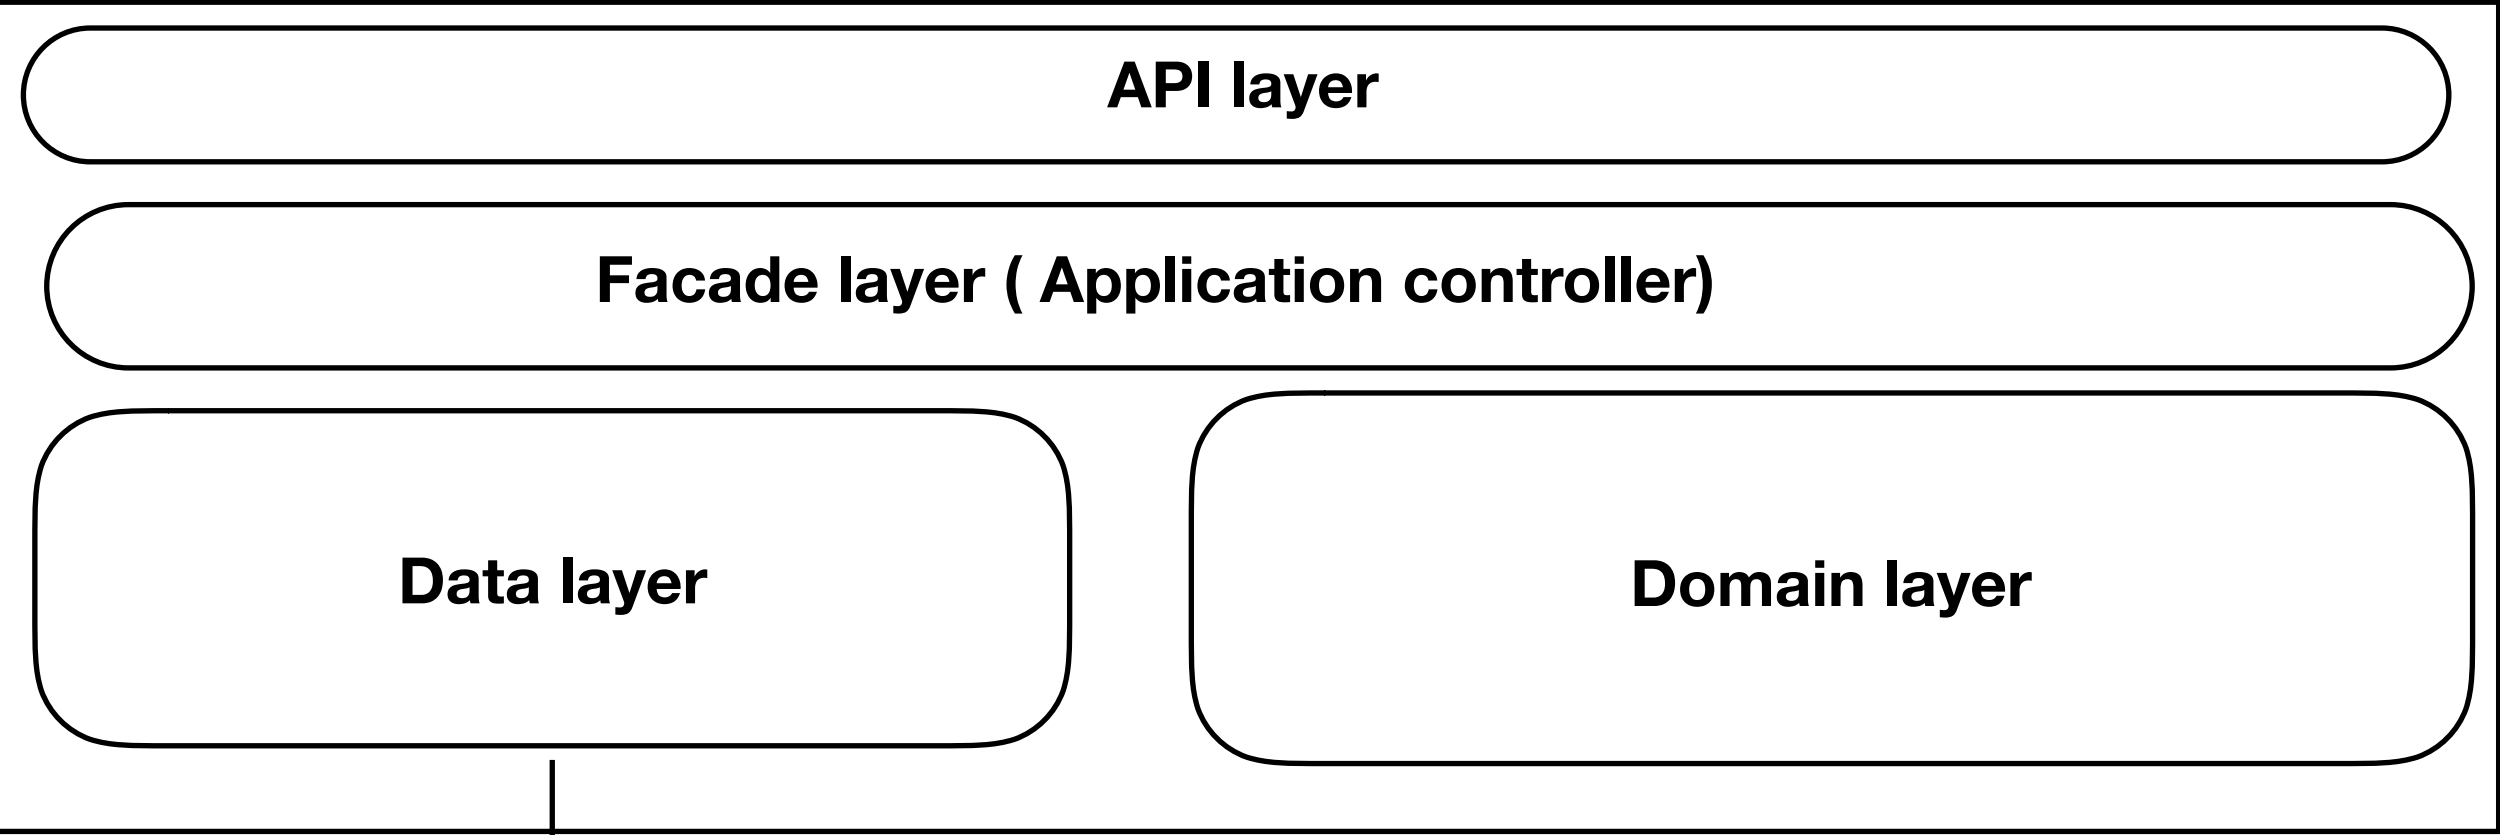 API layer
Facade layer ( Application controller)
Data layer
Domain layer